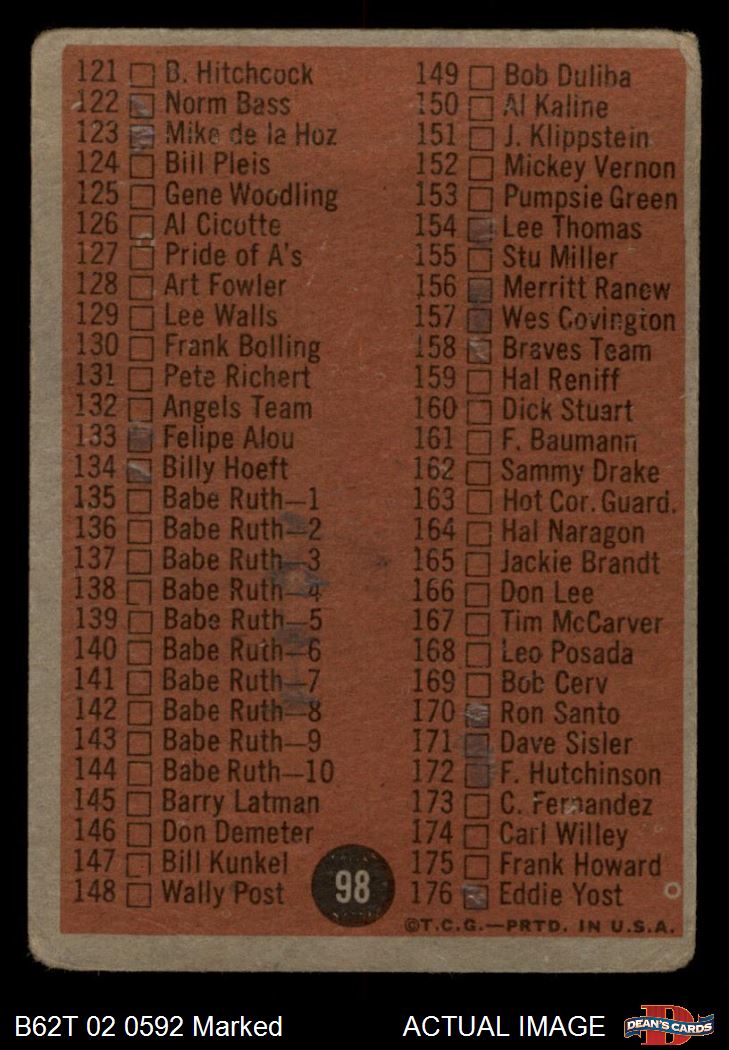 121 B. Hitchcock
122 Norm Bass
123 Mike de la Hoz
124 Bill Pleis
125 Gene Woodling
126 Al Cicotte
127 Pride of A's
128 Art Fowler
129 Lee Walls
130 Frank Bolling
131 Pete Richert
132 Angels Team
133 Felipe Alou
134 Billy Hoeft
135 Babe Ruth—1
136 Babe Ruth—2
137 Babe Ruth—3
138 Babe Ruth—4
139 Babe Ruth—5
140 Babe Ruth—6
141 Babe Ruth—7
142 Babe Ruth—8
143 Babe Ruth—9
144 Babe Ruth—10
145 Barry Latman
146 Don Demeter
147 Bill Kunkel
148 Wally Post
98
149 Bob Duliba
150 Al Kaline
151 J. Klippstein
152 Mickey Vernon
153 Pumpsie Green
154 Lee Thomas
155 Stu Miller
156 Merritt Ranew
157 Wes Covington
158 Braves Team
159 Hal Reniff
160 Dick Stuart
161 F. Baumann
162 Sammy Drake
163 Hot Cor. Guard.
164 Hal Naragon
165 Jackie Brandt
166 Don Lee
167 Tim McCarver
168 Leo Posada
169 Bob Cerv
170 Ron Santo
171 Dave Sisler
172 F. Hutchinson
173 C. Fernandez
174 Carl Willey
175 Frank Howard
176 Eddie Yost
©T.C.G.—PRTD. IN U.S.A.
B62T 02 0592 Marked
ACTUAL IMAGE
DEAN'S CARDS